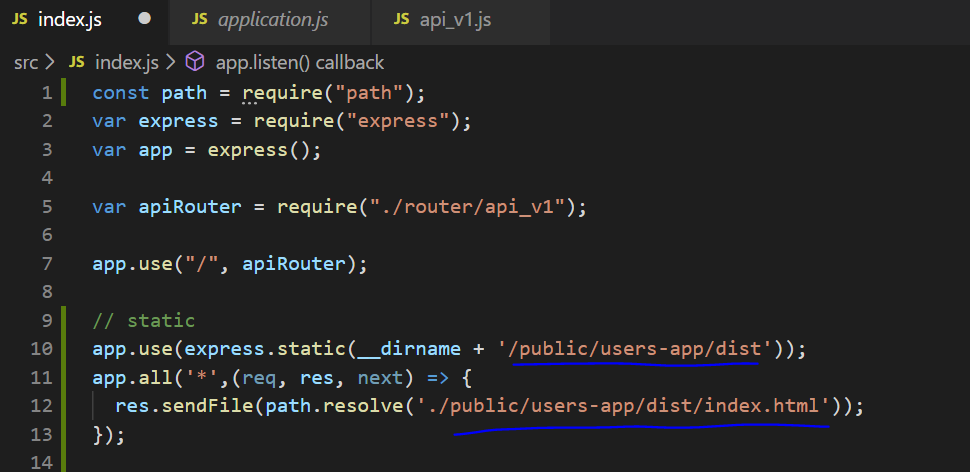 JS index.js ● JS application.js JS api_v1.js
src > JS index.js > app.listen() callback
1 const path = require("path");
2 var express = require("express");
3 var app = express();
4
5 var apiRouter = require("./router/api_v1");
6
7 app.use("/", apiRouter);
8
9 // static
10 app.use(express.static(__dirname + '/public/users-app/dist'));
11 app.all('*',(req, res, next) => {
12 res.sendFile(path.resolve('./public/users-app/dist/index.html'));
13 });
14